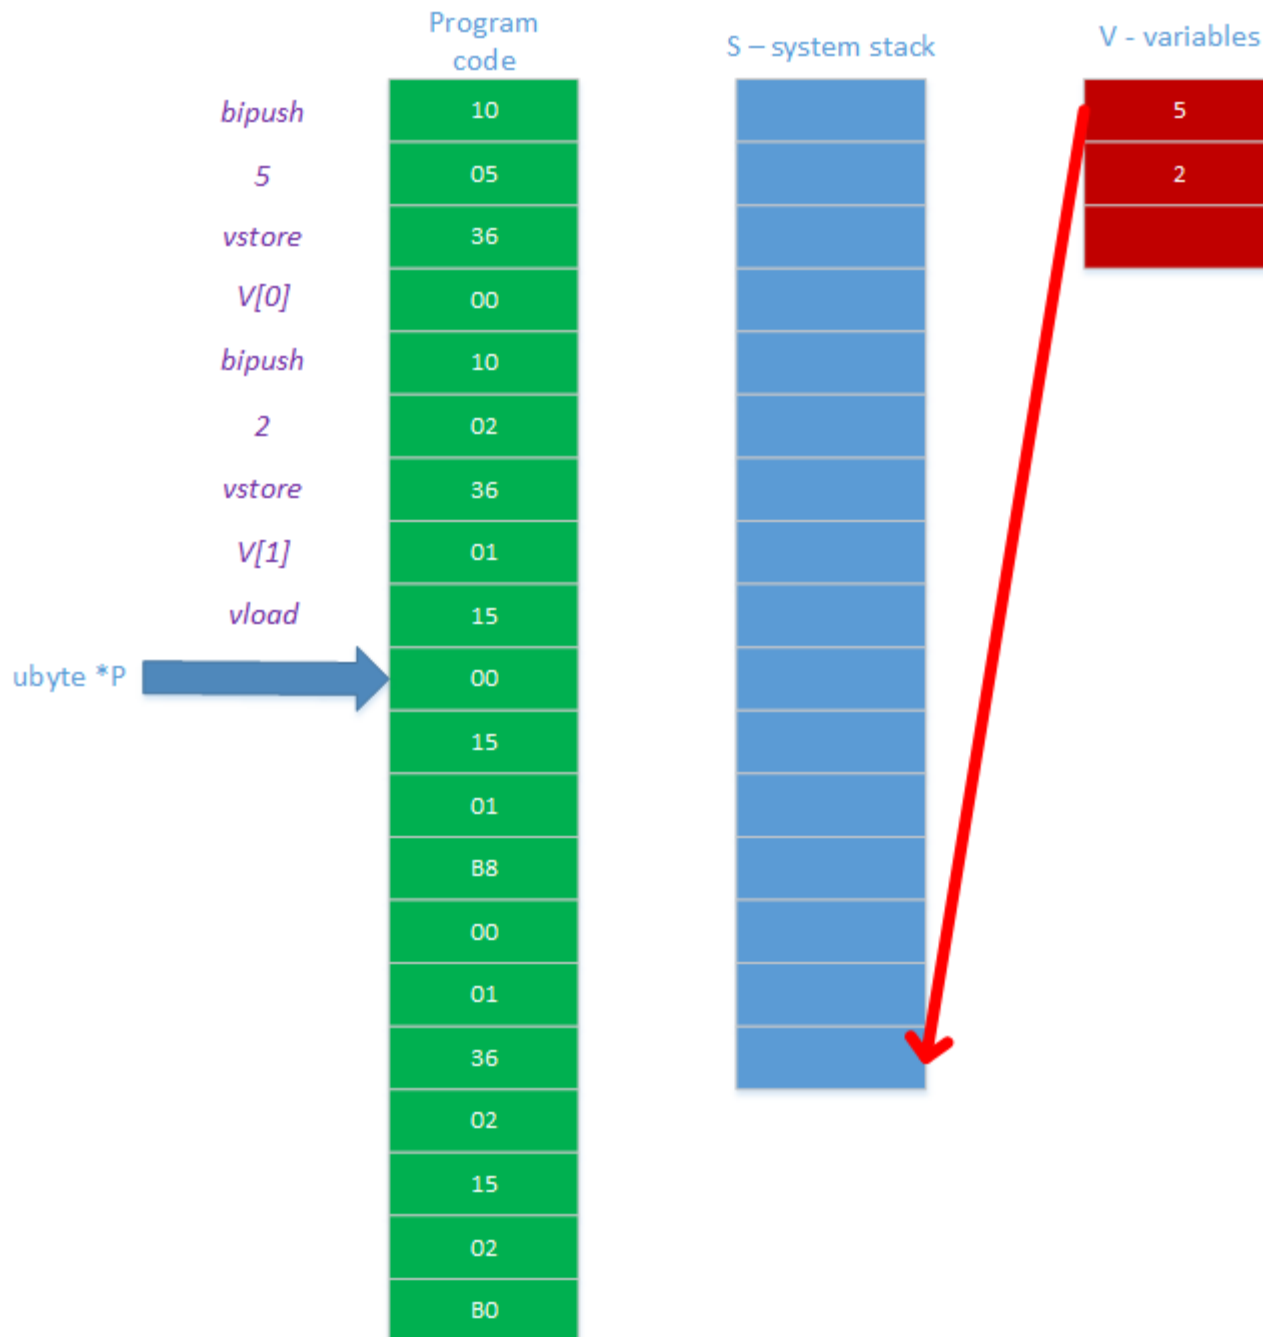 Program
code
S – system stack
V - variables
bipush 10 5
5 05 2
vstore 36
V[0] 00
bipush 10
2 02
vstore 36
V[1] 01
vload 15
ubyte *P 00
15
01
B8
00
01
36
02
15
02
B0